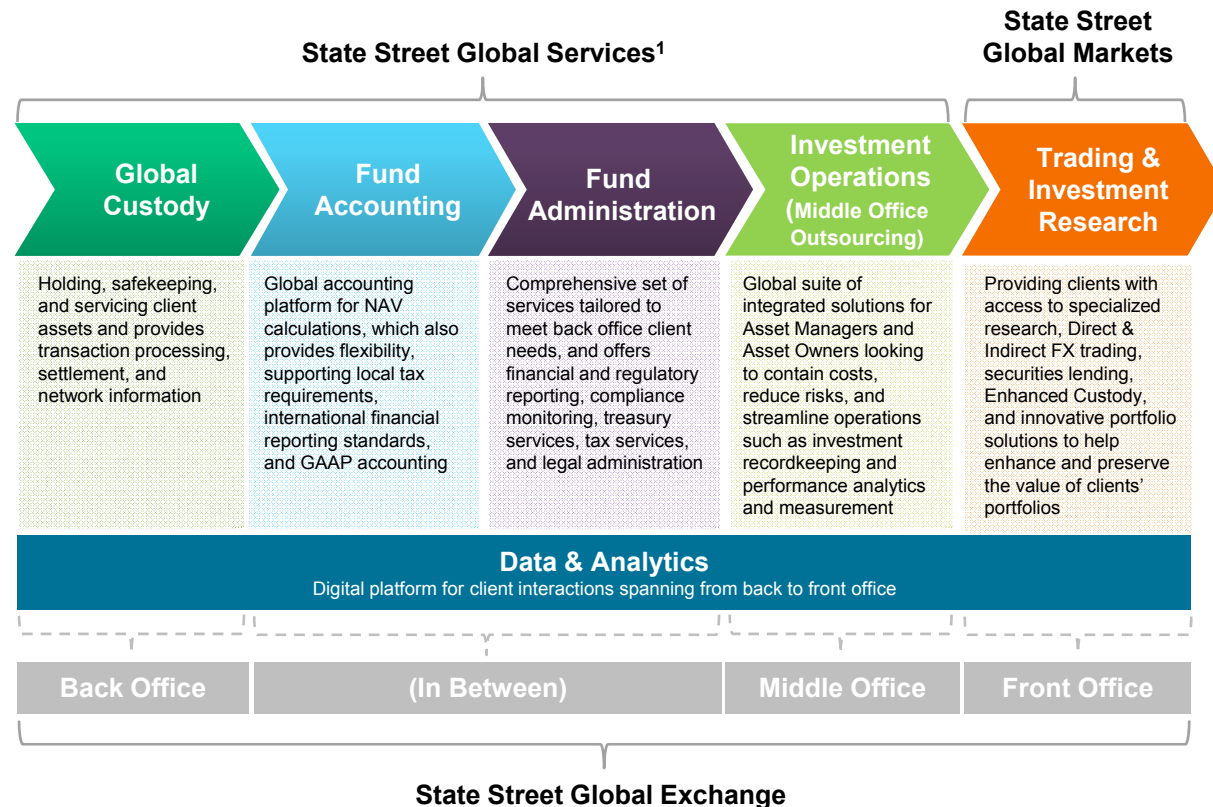 State Street Global Services¹
State Street
Global Markets
Global
Custody
Fund
Accounting
Fund
Administration
Investment
Operations
(Middle Office
Outsourcing)
Trading &
Investment
Research
Holding, safekeeping,
and servicing client
assets and provides
transaction processing,
settlement, and
network information
Global accounting
platform for NAV
calculations, which also
provides flexibility,
supporting local tax
requirements,
international financial
reporting standards,
and GAAP accounting
Comprehensive set of
services tailored to
meet back office client
needs, and offers
financial and regulatory
reporting, compliance
monitoring, treasury
services, tax services,
and legal administration
Global suite of
integrated solutions for
Asset Managers and
Asset Owners looking
to contain costs,
reduce risks, and
streamline operations
such as investment
recordkeeping and
performance analytics
and measurement
Providing clients with
access to specialized
research, Direct &
Indirect FX trading,
securities lending,
Enhanced Custody,
and innovative portfolio
solutions to help
enhance and preserve
the value of clients’
portfolios
Data & Analytics
Digital platform for client interactions spanning from back to front office
Back Office
(In Between)
Middle Office
Front Office
State Street Global Exchange